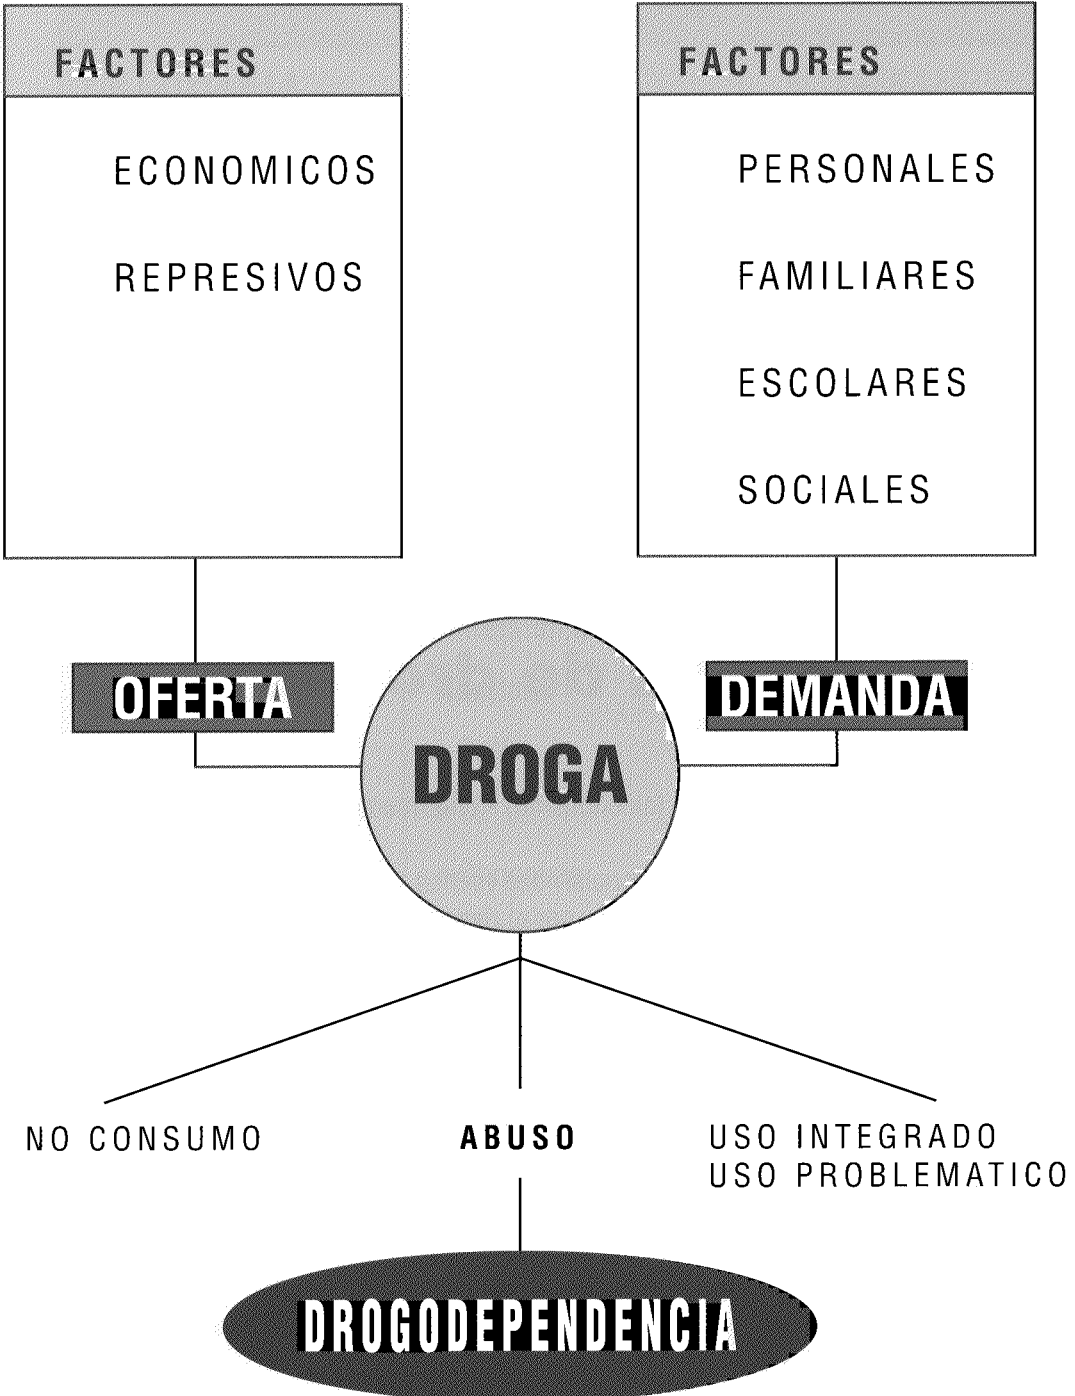 FACTORES
ECONOMICOS
REPRESIVOS
FACTORES
PERSONALES
FAMILIARES
ESCOLARES
SOCIALES
OFERTA
DEMANDA
DROGA
NO CONSUMO
ABUSO
USO INTEGRADO
USO PROBLEMATICO
DROGODEPENDENCIA